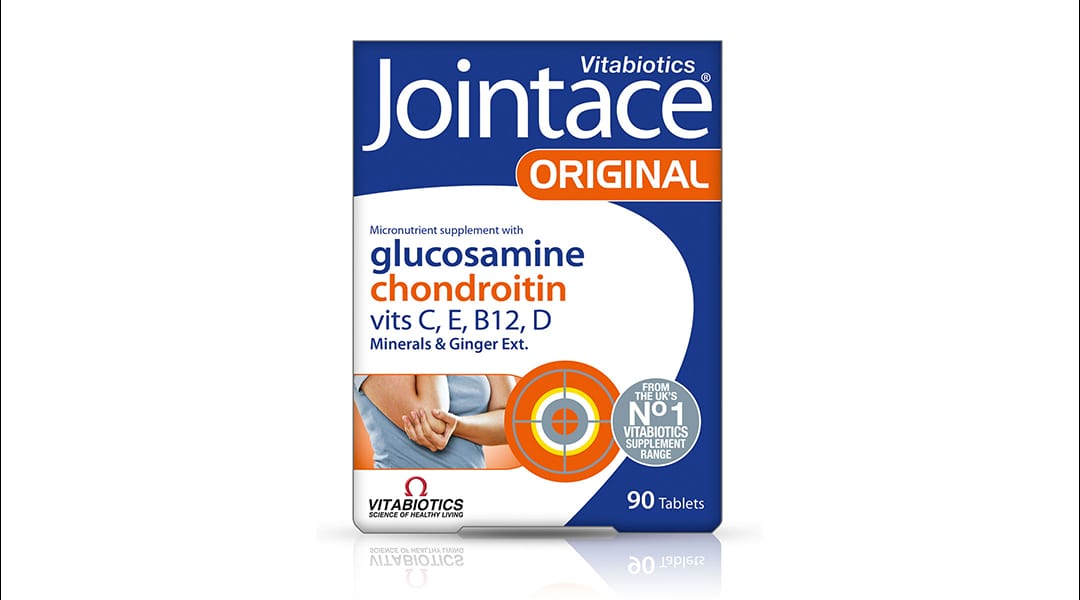 Vitabiotics
Jointace®
ORIGINAL
Micronutrient supplement with
glucosamine
chondroitin
vits C, E, B12, D
Minerals & Ginger Ext.
FROM
THE UK'S
Nº1
VITABIOTICS
SUPPLEMENT
RANGE
VITABIOTICS
SCIENCE OF HEALTHY LIVING
90 Tablets